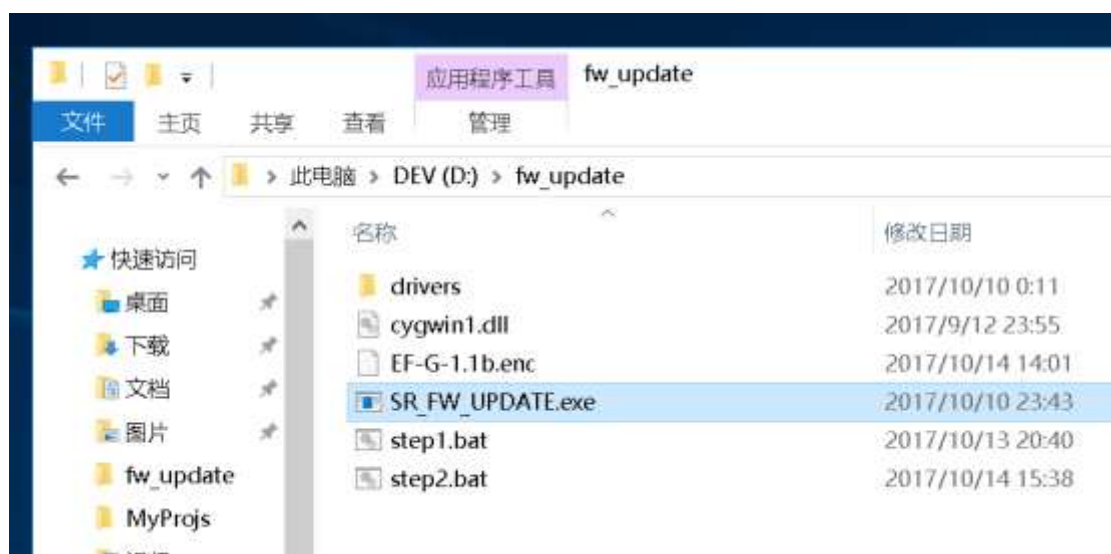 应用程序工具 fw_update
文件 主页 共享 查看 管理
此电脑 > DEV (D:) > fw_update
名称 修改日期
快速访问
桌面
下载
文档
图片
fw_update
MyProjs
drivers 2017/10/10 0:11
cygwin1.dll 2017/9/12 23:55
EF-G-1.1b.enc 2017/10/14 14:01
SR_FW_UPDATE.exe 2017/10/10 23:43
step1.bat 2017/10/13 20:40
step2.bat 2017/10/14 15:38